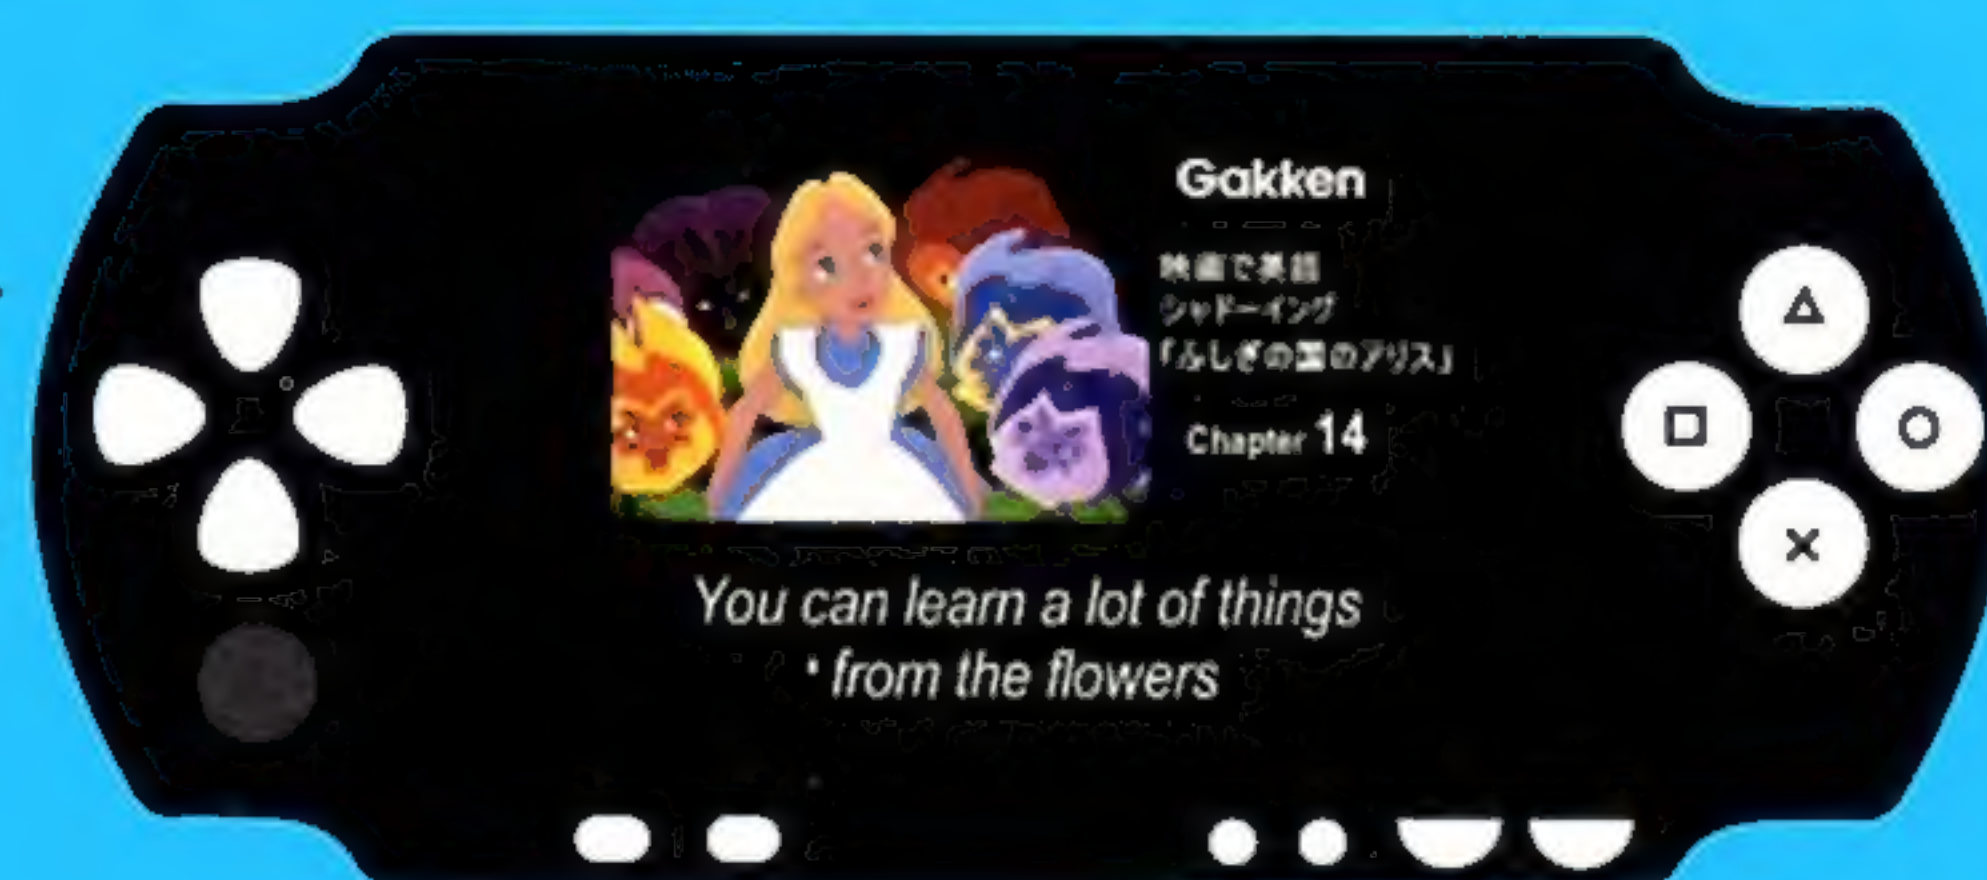 Gakken
映画で英語
シャドーイング
「ふしぎの国のアリス」
Chapter 14
You can learn a lot of things
from the flowers